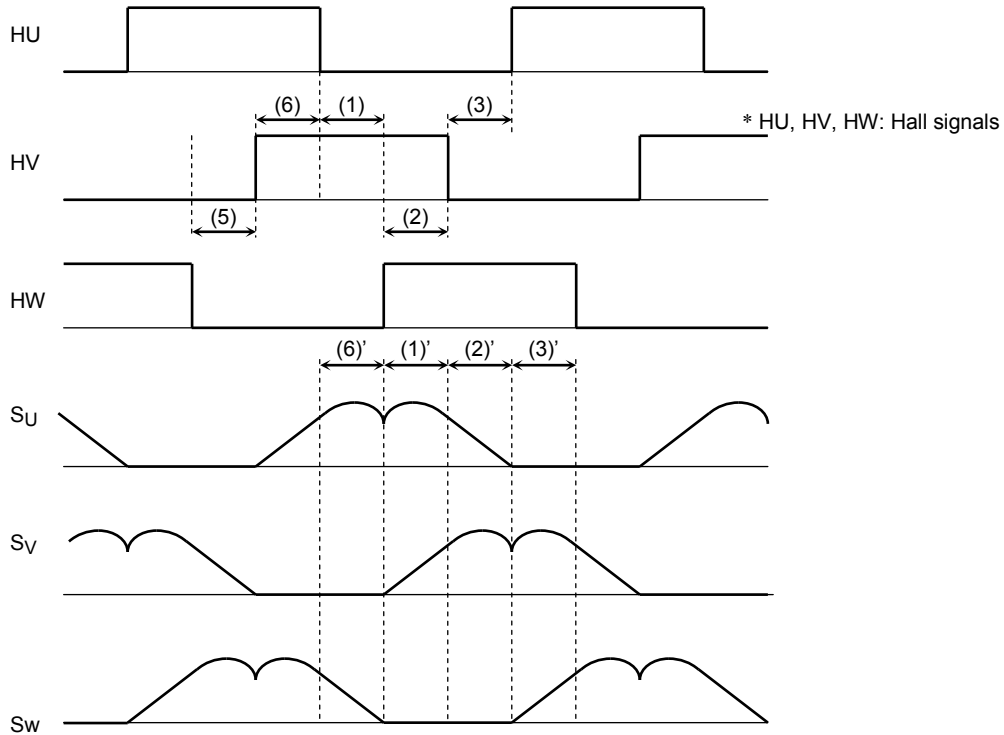 HU
(6) (1) (3)
* HU, HV, HW: Hall signals
HV
(5) (2)
HW
(6)’ (1)’ (2)’ (3)’
SU
SV
SW